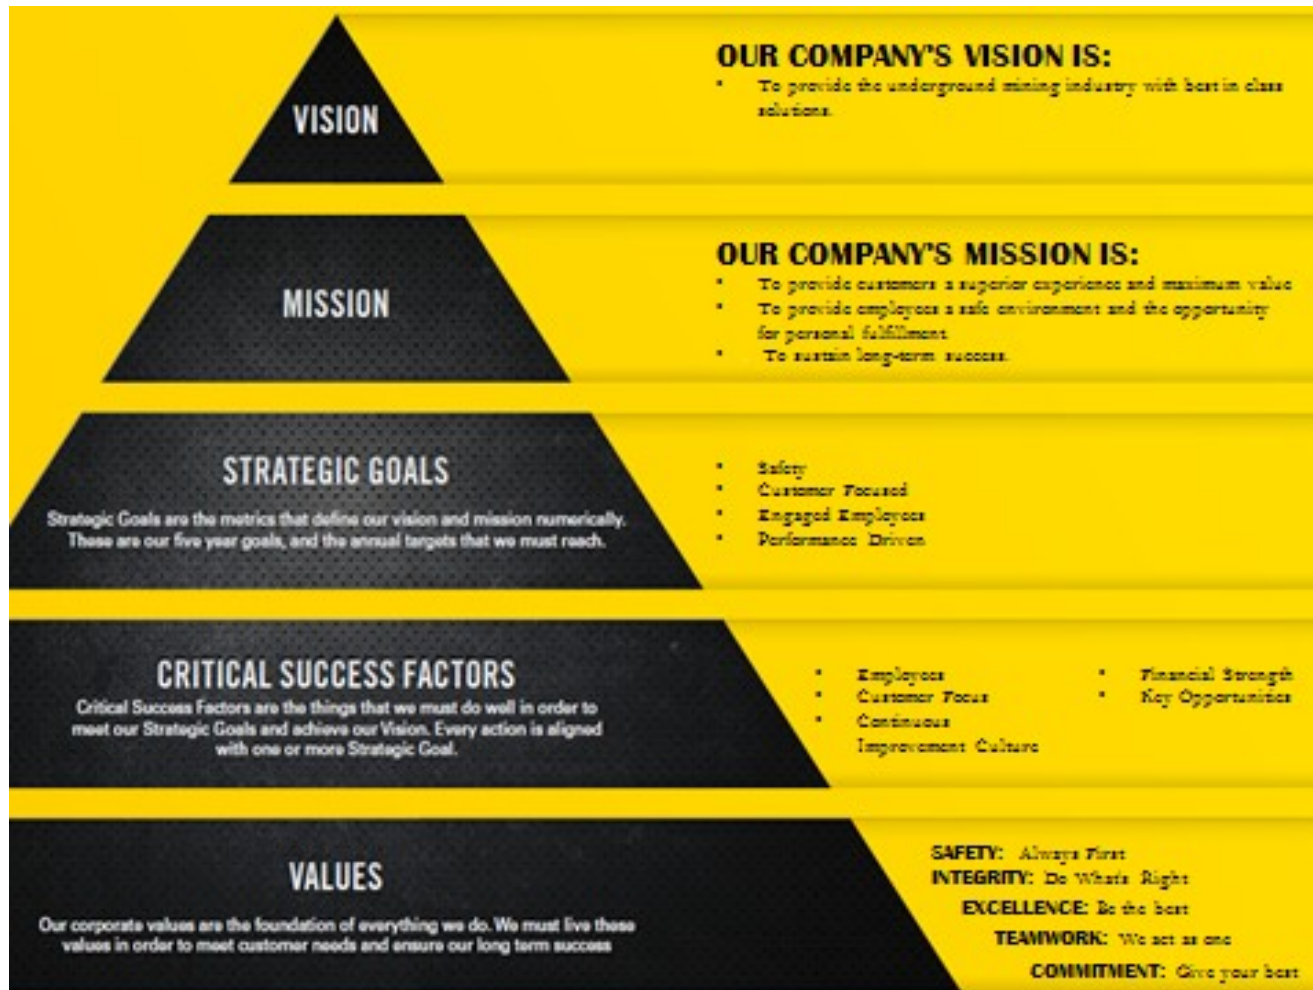 VISION
OUR COMPANY'S VISION IS:
To provide the underground mining industry with best in class
solutions.
MISSION
OUR COMPANY'S MISSION IS:
To provide customers a superior experience and maximum value
To provide employees a safe environment and the opportunity
for personal fulfillment
To sustain long-term success.
STRATEGIC GOALS
Strategic Goals are the metrics that define our vision and mission numerically.
These are our five year goals, and the annual targets that we must reach.
Safety
Customer Focused
Engaged Employees
Performance Driven
CRITICAL SUCCESS FACTORS
Critical Success Factors are the things that we must do well in order to
meet our Strategic Goals and achieve our Vision. Every action is aligned
with one or more Strategic Goal.
Employees
Customer Focus
Continuous
Improvement Culture
Financial Strength
Key Opportunities
VALUES
Our corporate values are the foundation of everything we do. We must live these
values in order to meet customer needs and ensure our long term success
SAFETY: Always First
INTEGRITY: Do What's Right
EXCELLENCE: Be the best
TEAMWORK: We act as one
COMMITMENT: Give your best